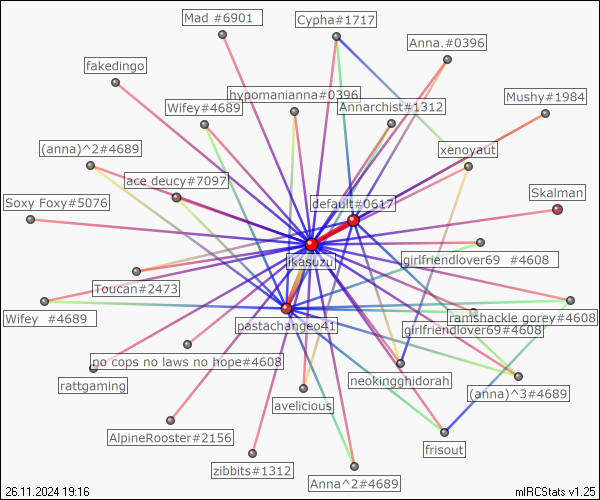 Mad #6901
Cypha#1717
Anna.#0396
fakedingo
hypomanianna#0396
Mushy#1984
Wifey#4689
Annarchist#1312
(anna)^2#4689
xenoyaut
ace deucy#7097
Skalman
Soxy Foxy#5076
default#0617
girlfriendlover69 #4608
ikasuzu
Toucan#2473
Wifey #4689
ramshackle gorey#4608
pastachangeo41
girlfriendlover69#4608
no cops no laws no hope#4608
rattgaming
neokingghidorah
(anna)^3#4689
avelicious
AlpineRooster#2156
frisout
zibbits#1312
Anna^2#4689
26.11.2024 19:16
mIRCStats v1.25